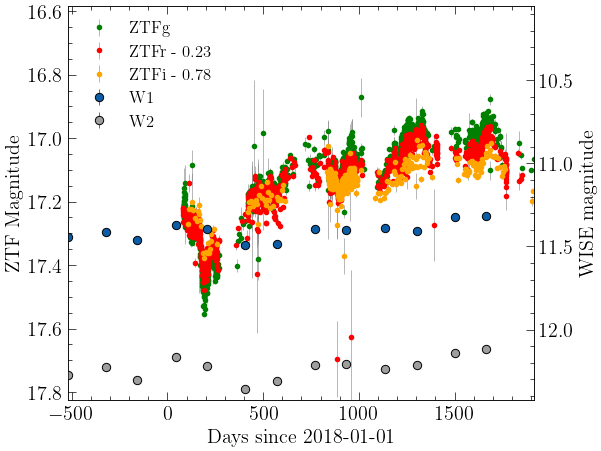 ZTFg
ZTFr - 0.23
ZTFi - 0.78
W1
W2
16.6
16.8
17.0
17.2
17.4
17.6
17.8
ZTF Magnitude
10.5
11.0
11.5
12.0
WISE magnitude
−500
0
500
1000
1500
Days since 2018-01-01